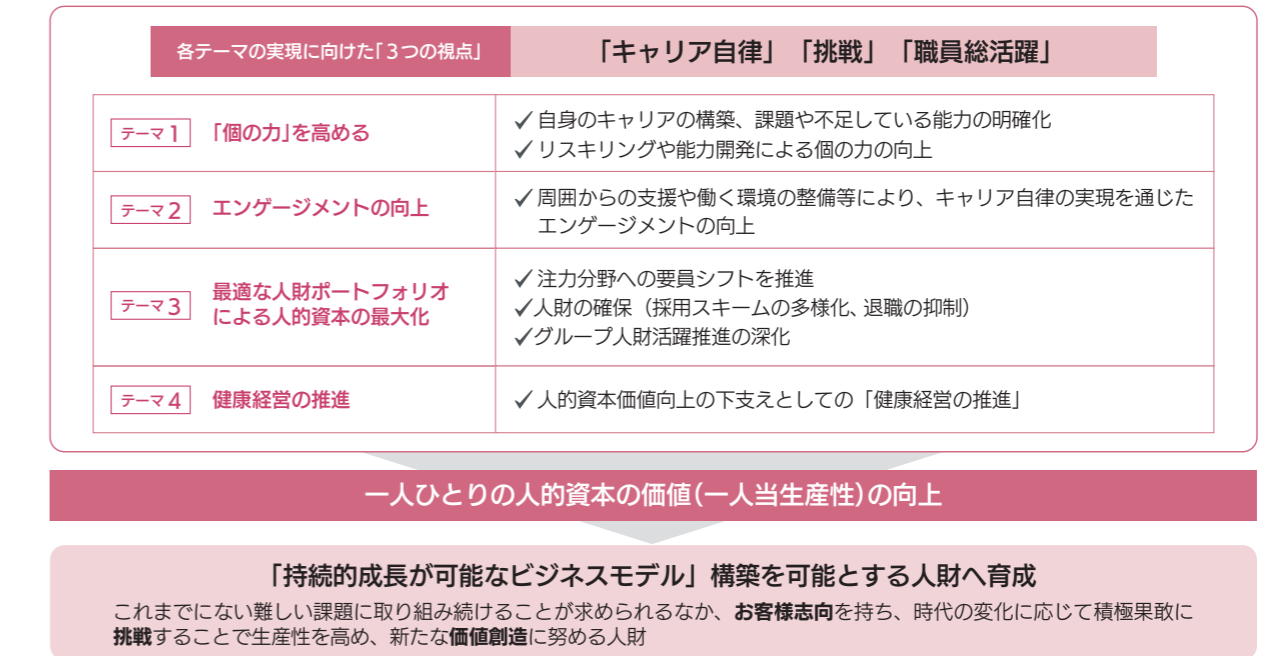 各テーマの実現に向けた「3つの視点」
「キャリア自律」「挑戦」「職員総活躍」
テーマ1
「個の力」を高める
✓自身のキャリアの構築、課題や不足している能力の明確化
✓リスキリングや能力開発による個の力の向上
テーマ2
エンゲージメントの向上
✓周囲からの支援や働く環境の整備等により、キャリア自律の実現を通じた
エンゲージメントの向上
テーマ3
最適な人財ポートフォリオ
による人的資本の最大化
✓注力分野への要員シフトを推進
✓人財の確保（採用スキームの多様化、退職の抑制）
✓グループ人財活躍推進の深化
テーマ4
健康経営の推進
✓人的資本価値向上の下支えとしての「健康経営の推進」
一人ひとりの人的資本の価値（一人当生産性）の向上
「持続的成長が可能なビジネスモデル」構築を可能とする人財へ育成
これまでにない難しい課題に取り組み続けることが求められるなか、お客様志向を持ち、時代の変化に応じて積極果敢に
挑戦することで生産性を高め、新たな価値創造に努める人財